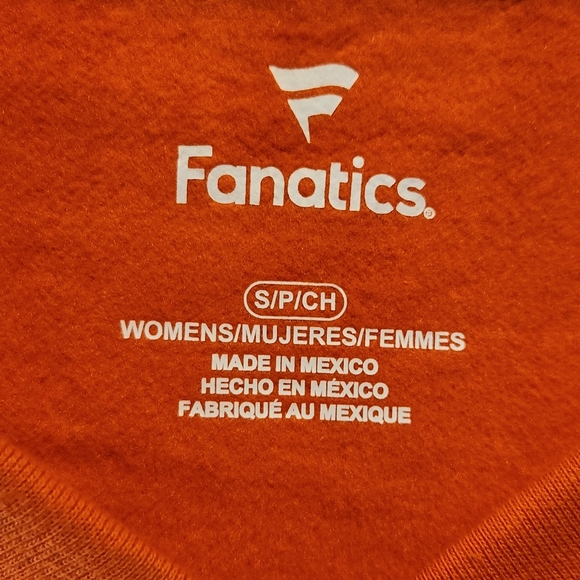 Fanatics®
S/P/CH
WOMENS/MUJERES/FEMMES
MADE IN MEXICO
HECHO EN MÉXICO
FABRIQUÉ AU MEXIQUE